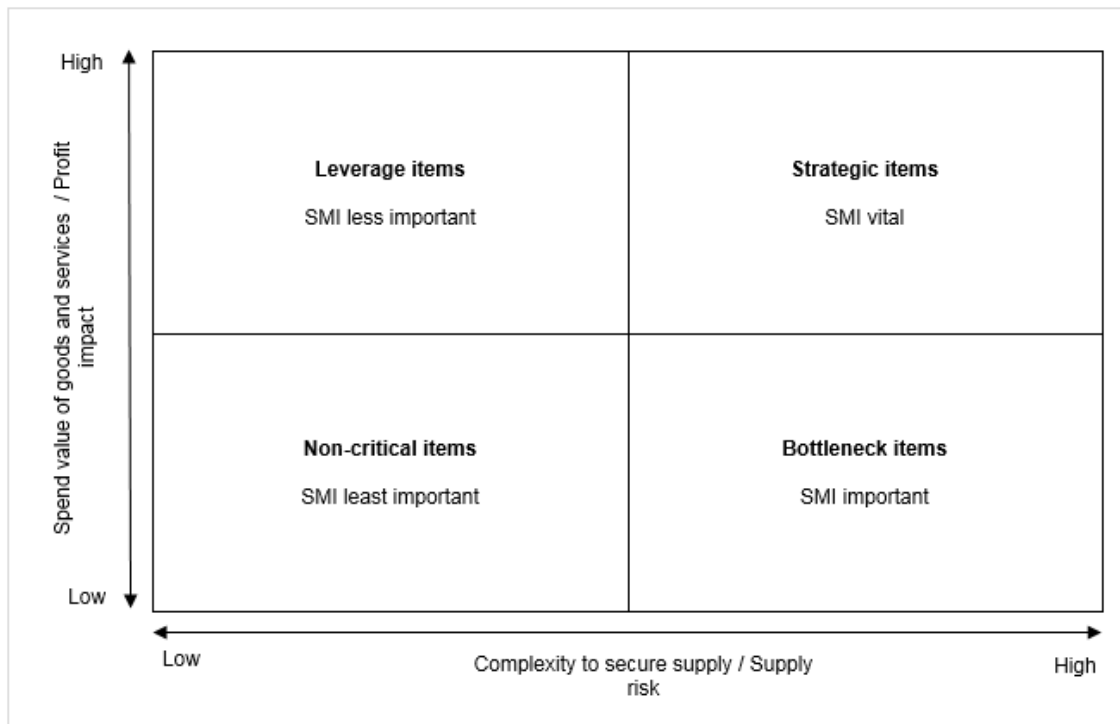 High
Spend value of goods and services / Profit
impact
Low
Leverage items
SMI less important
Strategic items
SMI vital
Non-critical items
SMI least important
Bottleneck items
SMI important
Low
Complexity to secure supply / Supply
risk
High